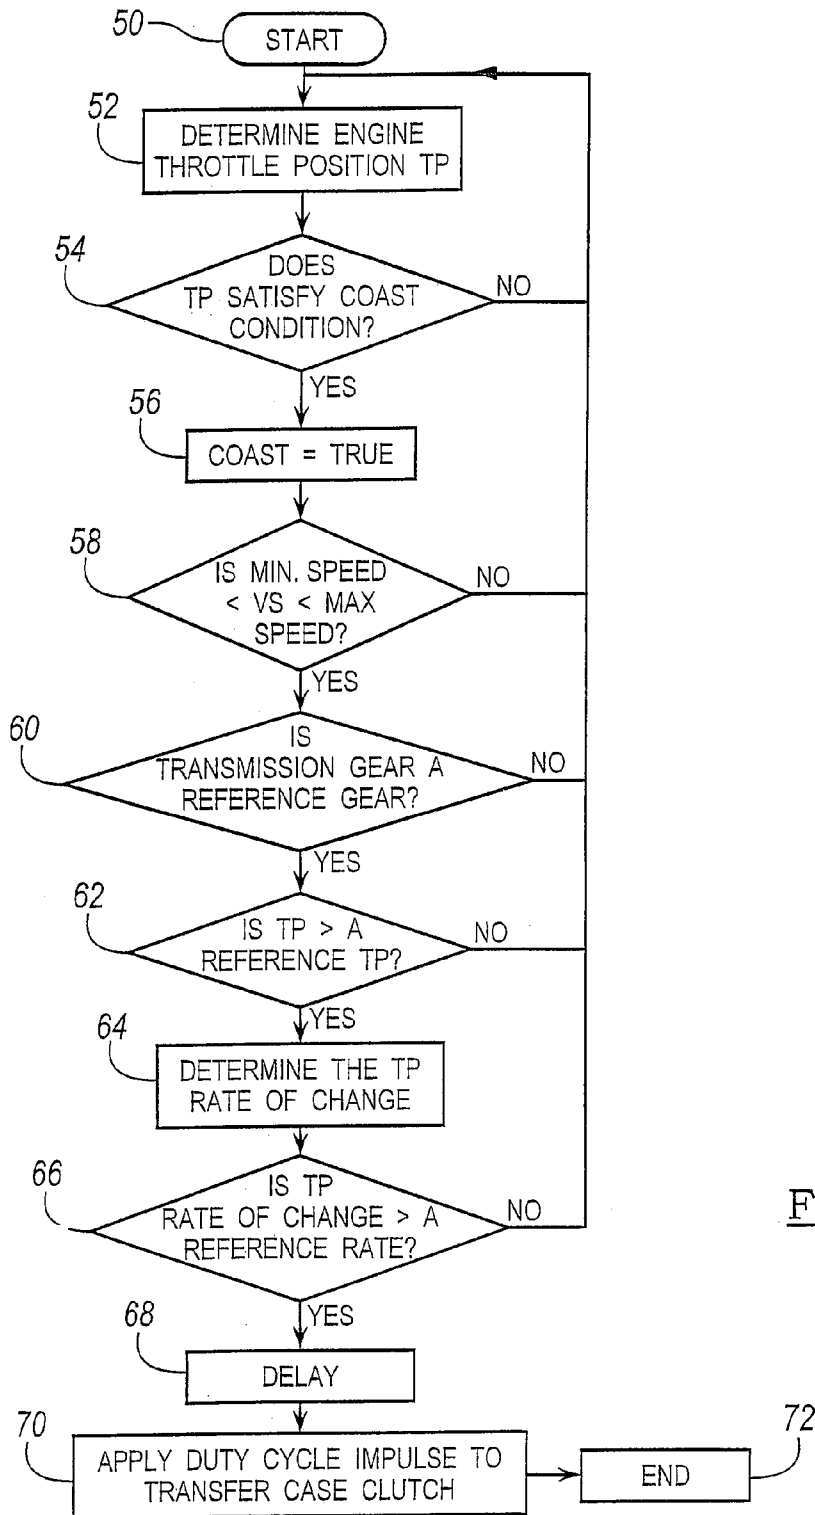 50
START
52
DETERMINE ENGINE
THROTTLE POSITION TP
54
DOES
TP SATISFY COAST
CONDITION?
NO
YES
56
COAST = TRUE
58
IS MIN. SPEED
< VS < MAX
SPEED?
NO
YES
60
IS
TRANSMISSION GEAR A
REFERENCE GEAR?
NO
YES
62
IS TP > A
REFERENCE TP?
NO
YES
64
DETERMINE THE TP
RATE OF CHANGE
66
IS TP
RATE OF CHANGE > A
REFERENCE RATE?
NO
F
YES
68
DELAY
70
APPLY DUTY CYCLE IMPULSE TO
TRANSFER CASE CLUTCH
72
END